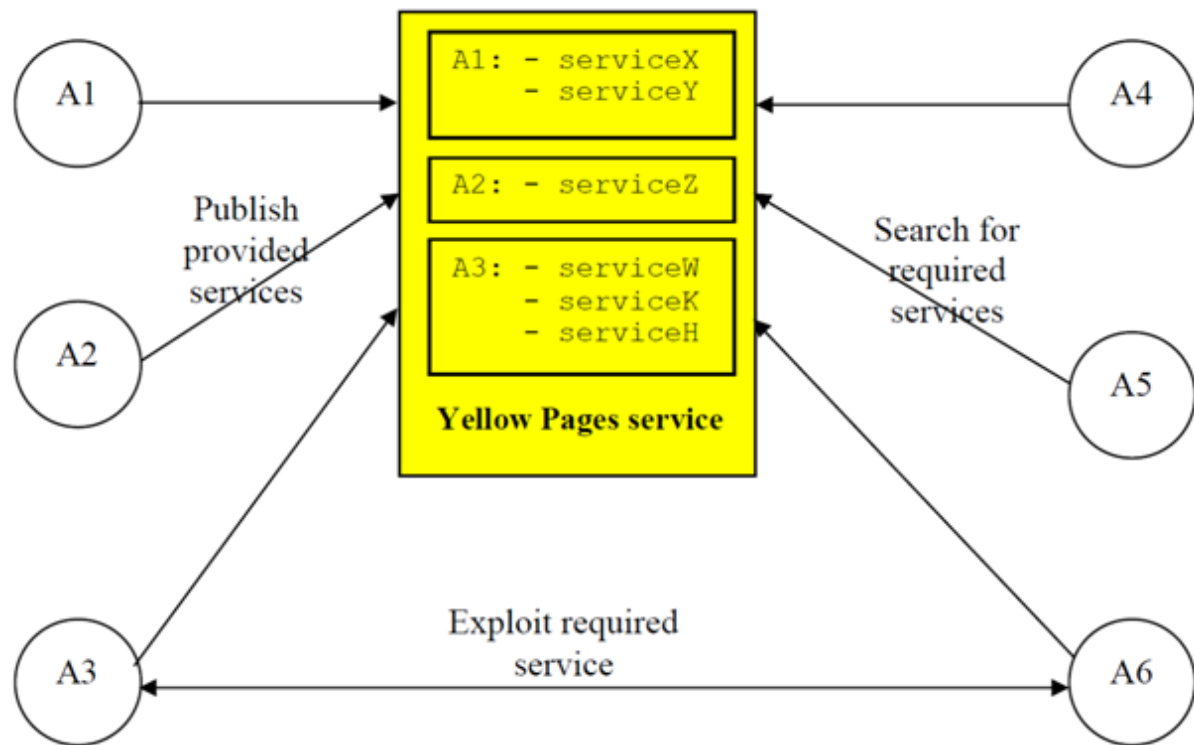 A1
A1: - serviceX
- serviceY
A4
A2: - serviceZ
Publish
provided
services
Search for
required
services
A3: - serviceW
- serviceK
- serviceH
A2
A5
Yellow Pages service
Exploit required
service
A3
A6